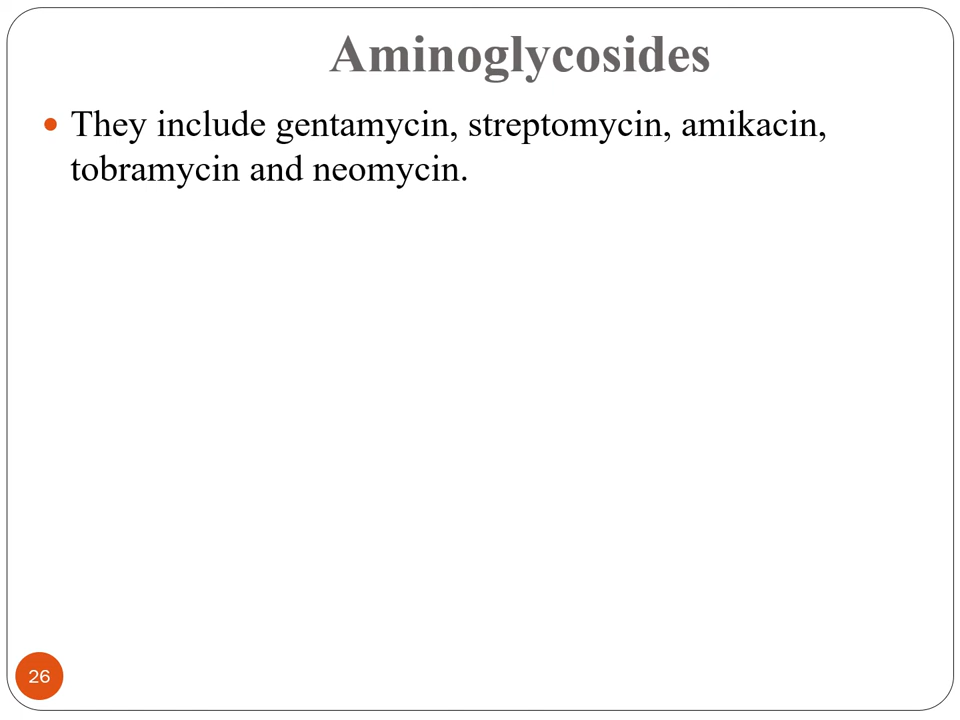 Aminoglycosides
• They include gentamycin, streptomycin, amikacin,
tobramycin and neomycin.
26